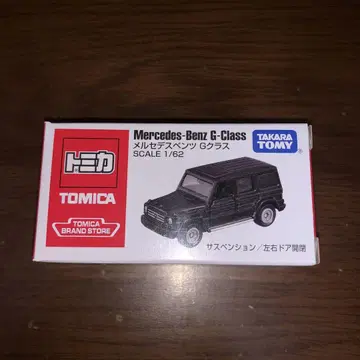 Mercedes-Benz G-Class
メルセデスベンツ Gクラス
SCALE 1/62
TAKARA
TOMY
トミカ
TOMICA
TOMICA
BRAND STORE
サスペンション/左右ドア開閉